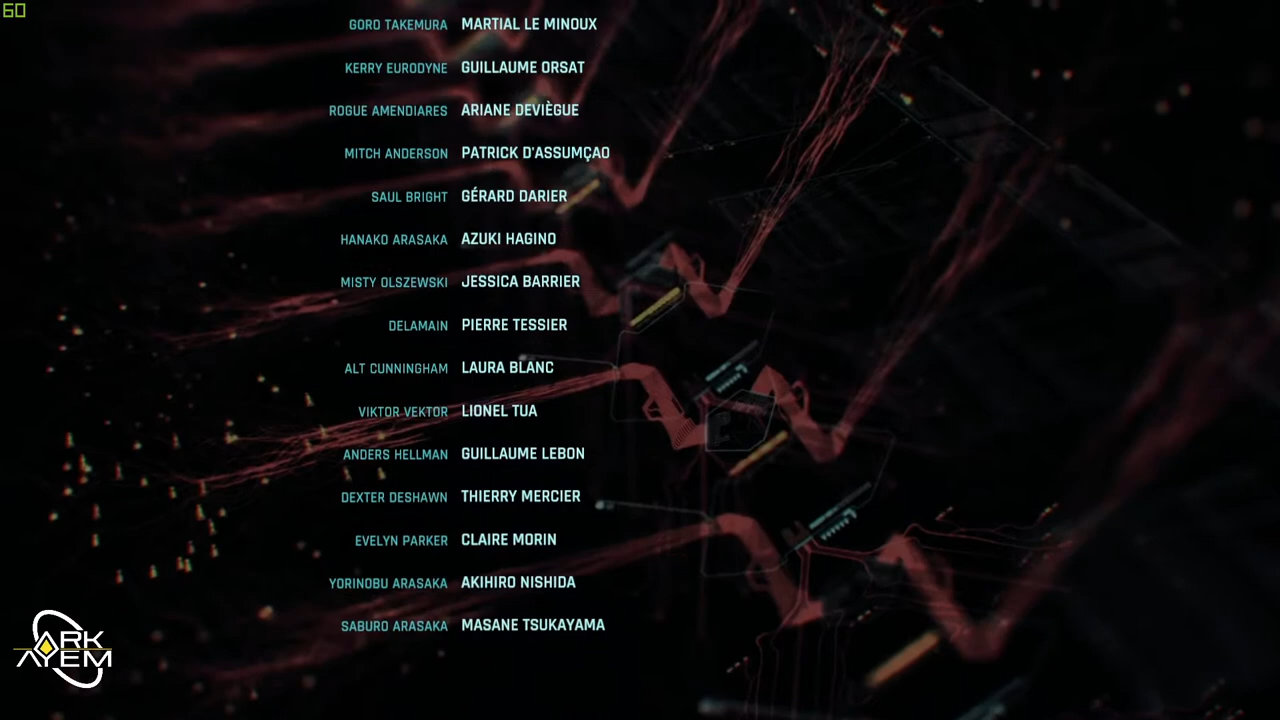 60
GORO TAKEMURA MARTIAL LE MINOUX
KERRY EURODYNE GUILLAUME ORSAT
ROGUE AMENDIARES ARIANE DEVIÈGUE
MITCH ANDERSON PATRICK D'ASSUMÇAO
SAUL BRIGHT GÉRARD DARIER
HANAKO ARASAKA AZUKI HAGINO
MISTY OLSZEWSKI JESSICA BARRIER
DELAMAIN PIERRE TESSIER
ALT CUNNINGHAM LAURA BLANC
VIKTOR VEKTOR LIONEL TUA
ANDERS HELLMAN GUILLAUME LEBON
DEXTER DESHAWN THIERRY MERCIER
EVELYN PARKER CLAIRE MORIN
YORINOBU ARASAKA AKIHIRO NISHIDA
SABURO ARASAKA MASANE TSUKAYAMA
ARK
AYEM